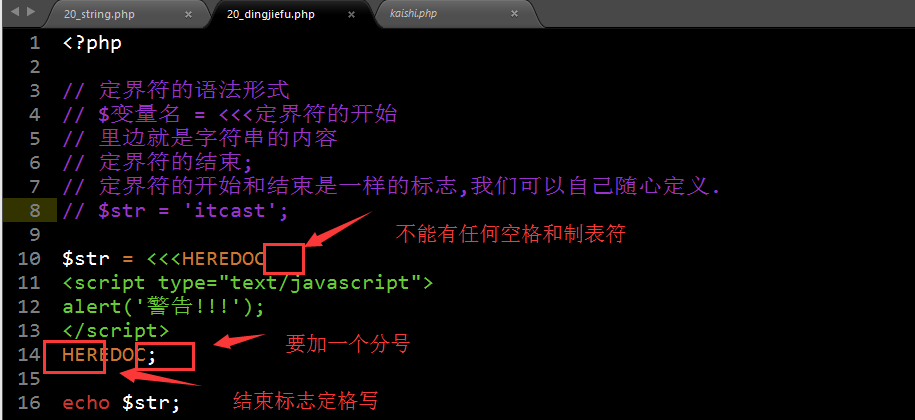 20_string.php × 20_dingjiefu.php × kaishi.php ×
1 <?php
2
3 // 定界符的语法形式
4 // $变量名 = <<<定界符的开始
5 // 里边就是字符串的内容
6 // 定界符的结束;
7 // 定界符的开始和结束是一样的标志,我们可以自己随心定义.
8 // $str = 'itcast';
不能有任何空格和制表符
9
10 $str = <<<HEREDOC
11 <script type="text/javascript">
12 alert('警告!!!');
13 </script>
要加一个分号
14 HEREDOC;
15
结束标志定格写
16 echo $str;